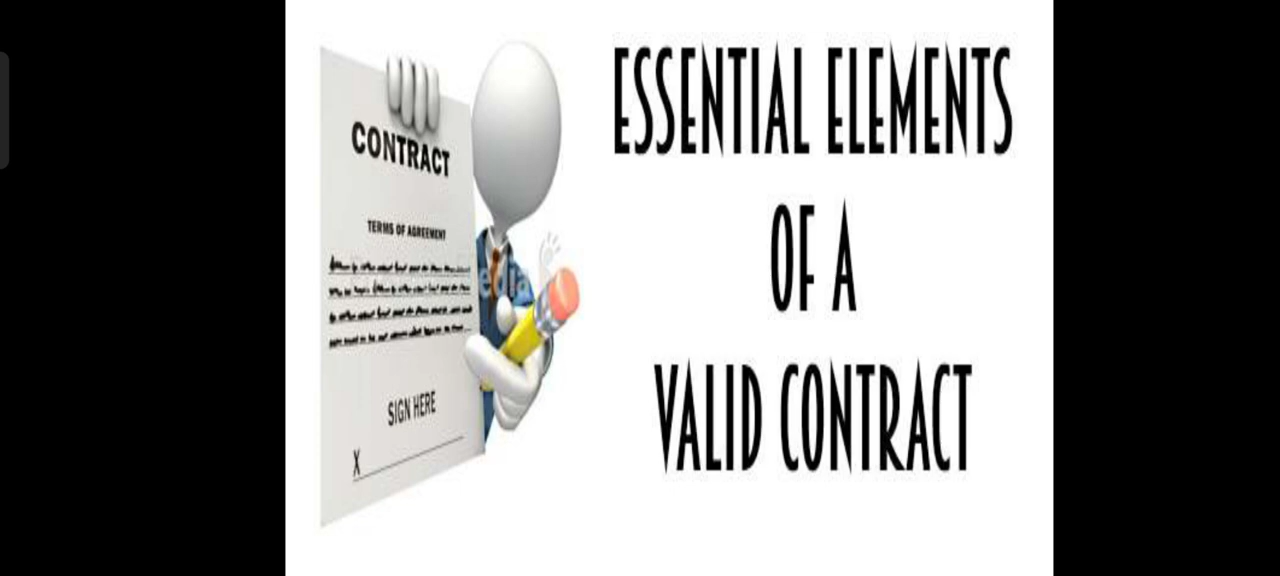 CONTRACT
TERMS OF AGREEMENT
SIGN HERE
X
ESSENTIAL ELEMENTS
OF A
VALID CONTRACT